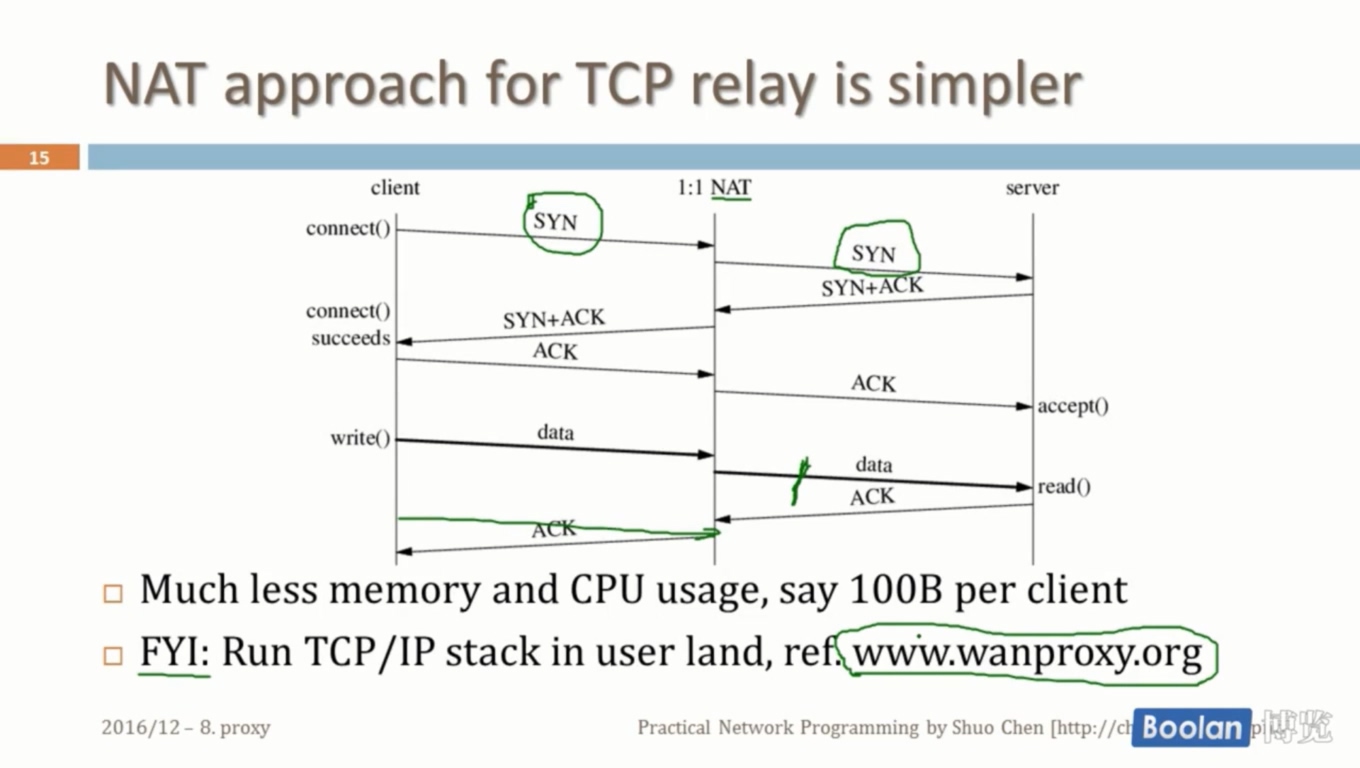 NAT approach for TCP relay is simpler
15
client 1:1 NAT server
connect() SYN
SYN
SYN+ACK
connect()
succeeds
SYN+ACK
ACK
ACK
accept()
write() data
data
read()
ACK
ACK
Much less memory and CPU usage, say 100B per client
FYI: Run TCP/IP stack in user land, ref. www.wanproxy.org
2016/12 – 8. proxy
Practical Network Programming by Shuo Chen [http://ch
Boolan 博览